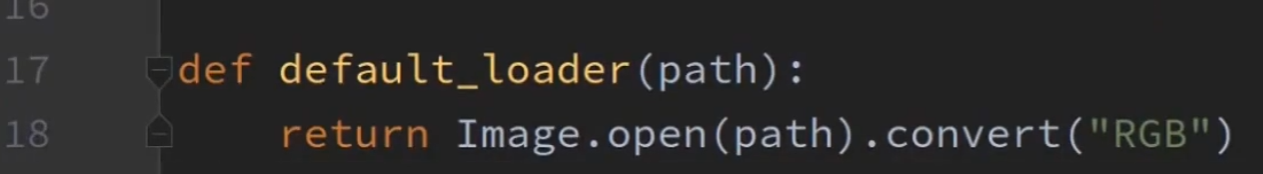 16
17 def default_loader(path):
18     return Image.open(path).convert("RGB")